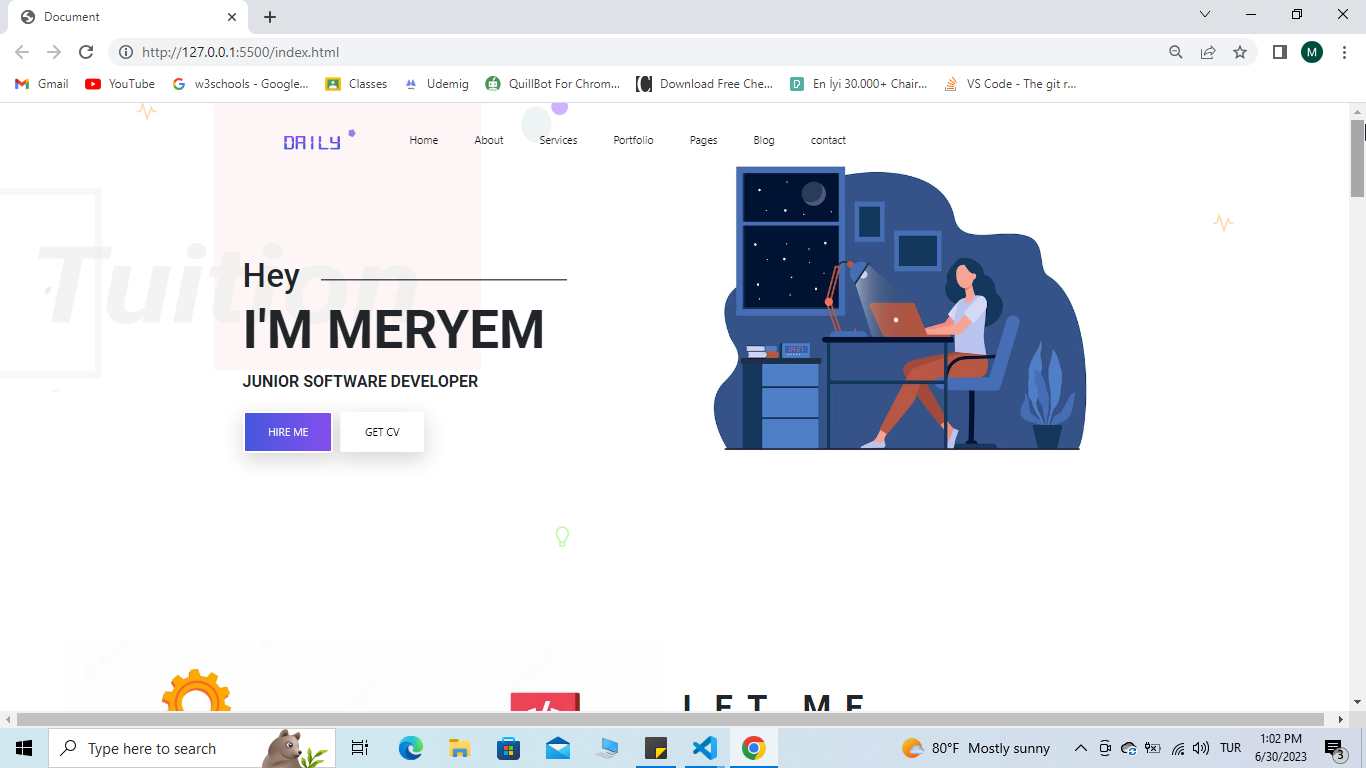 Document
http://127.0.0.1:5500/index.html
M
Gmail
YouTube
w3schools - Google...
Classes
Udemig
QuillBot For Chrom...
Download Free Che...
En İyi 30.000+ Chair...
VS Code - The git r...
DAILY
Home
About
Services
Portfolio
Pages
Blog
contact
Tuition
Hey
I'M MERYEM
JUNIOR SOFTWARE DEVELOPER
HIRE ME
GET CV
LET ME
Type here to search
80°F Mostly sunny
TUR
1:02 PM
6/30/2023
3